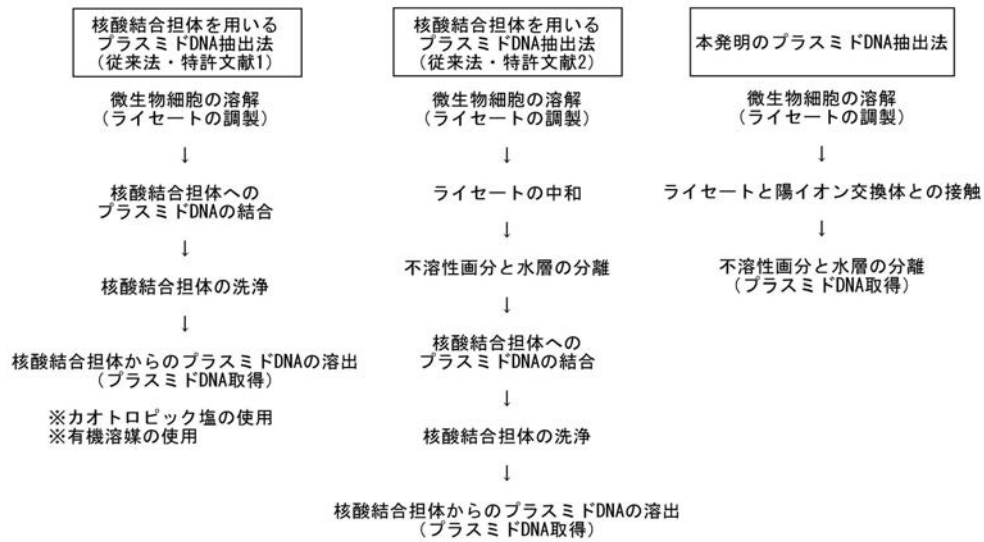 核酸結合担体を用いる
プラスミドDNA抽出法
(従来法・特許文献1)
微生物細胞の溶解
(ライセートの調製)
↓
核酸結合担体への
プラスミドDNAの結合
↓
核酸結合担体の洗浄
↓
核酸結合担体からのプラスミドDNAの溶出
(プラスミドDNA取得)
※カオトロピック塩の使用
※有機溶媒の使用
核酸結合担体を用いる
プラスミドDNA抽出法
(従来法・特許文献2)
微生物細胞の溶解
(ライセートの調製)
↓
ライセートの中和
↓
不溶性画分と水層の分離
↓
核酸結合担体への
プラスミドDNAの結合
↓
核酸結合担体の洗浄
↓
核酸結合担体からのプラスミドDNAの溶出
(プラスミドDNA取得)
本発明のプラスミドDNA抽出法
微生物細胞の溶解
(ライセートの調製)
↓
ライセートと陽イオン交換体との接触
↓
不溶性画分と水層の分離
(プラスミドDNA取得)